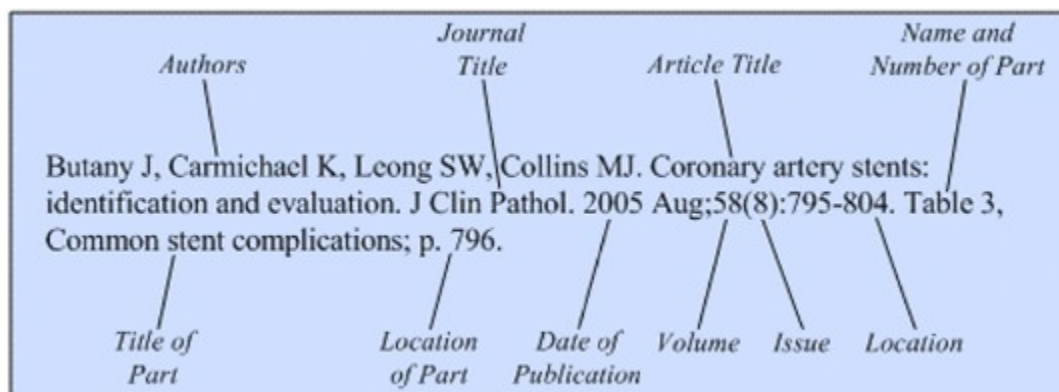 Journal
Name and
Authors
Title
Article Title
Number of Part
Butany J, Carmichael K, Leong SW, Collins MJ. Coronary artery stents:
identification and evaluation. J Clin Pathol. 2005 Aug;58(8):795-804. Table 3,
Common stent complications; p. 796.
Title of
Part
Location
of Part
Date of
Publication
Volume
Issue
Location